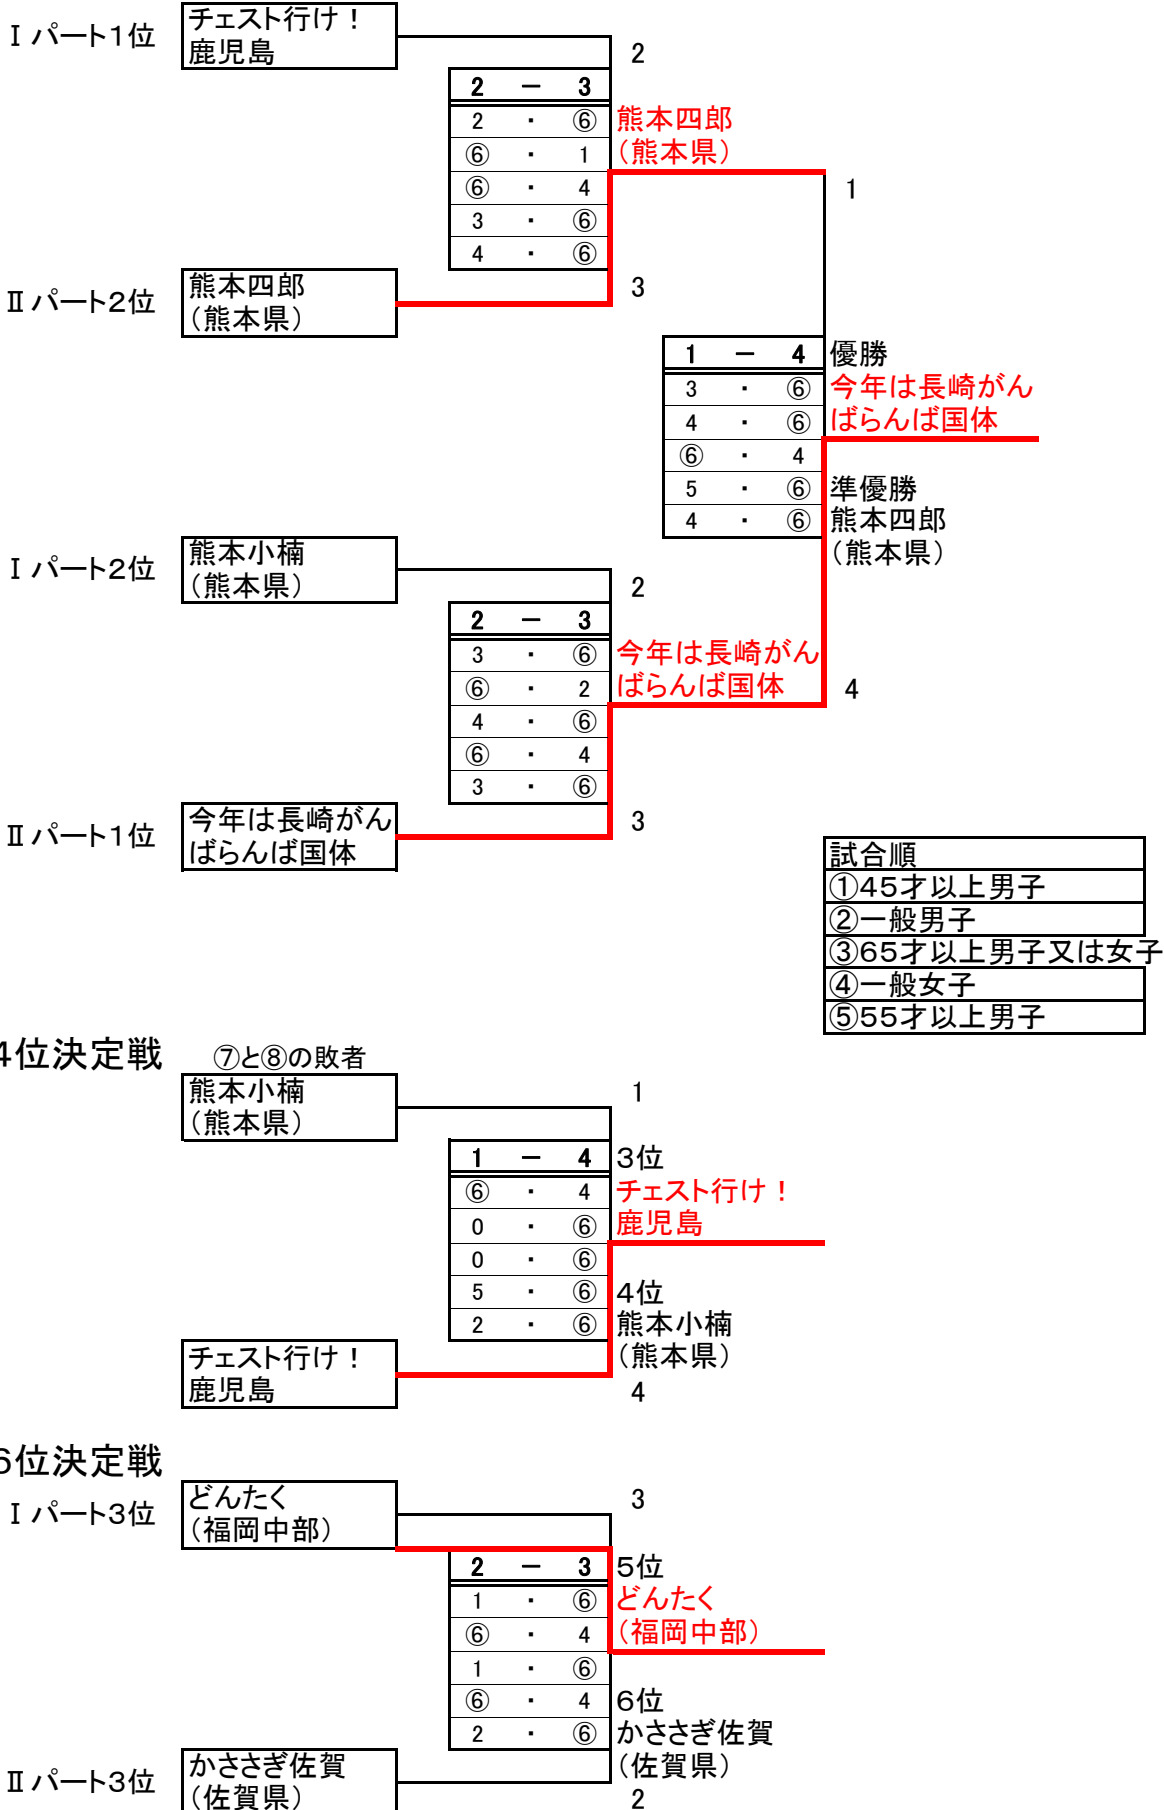 Ⅰパート1位
チェスト行け！
鹿児島
2
2 － 3
2 ・ ⑥
⑥ ・ 1
⑥ ・ 4
3 ・ ⑥
4 ・ ⑥
熊本四郎
（熊本県）
1
Ⅱパート2位
熊本四郎
（熊本県）
3
1 － 4
3 ・ ⑥
4 ・ ⑥
⑥ ・ 4
5 ・ ⑥
4 ・ ⑥
優勝
今年は長崎がん
ばらんば国体
準優勝
熊本四郎
（熊本県）
Ⅰパート2位
熊本小楠
（熊本県）
2
2 － 3
3 ・ ⑥
⑥ ・ 2
4 ・ ⑥
⑥ ・ 4
3 ・ ⑥
今年は長崎がん
ばらんば国体
4
Ⅱパート1位
今年は長崎がん
ばらんば国体
3
試合順
①45才以上男子
②一般男子
③65才以上男子又は女子
④一般女子
⑤55才以上男子
4位決定戦
⑦と⑧の敗者
熊本小楠
（熊本県）
1
1 － 4
⑥ ・ 4
0 ・ ⑥
0 ・ ⑥
5 ・ ⑥
2 ・ ⑥
3位
チェスト行け！
鹿児島
4位
熊本小楠
（熊本県）
チェスト行け！
鹿児島
4
6位決定戦
Ⅰパート3位
どんたく
（福岡中部）
3
2 － 3
1 ・ ⑥
⑥ ・ 4
1 ・ ⑥
⑥ ・ 4
2 ・ ⑥
5位
どんたく
（福岡中部）
6位
かささぎ佐賀
（佐賀県）
Ⅱパート3位
かささぎ佐賀
（佐賀県）
2